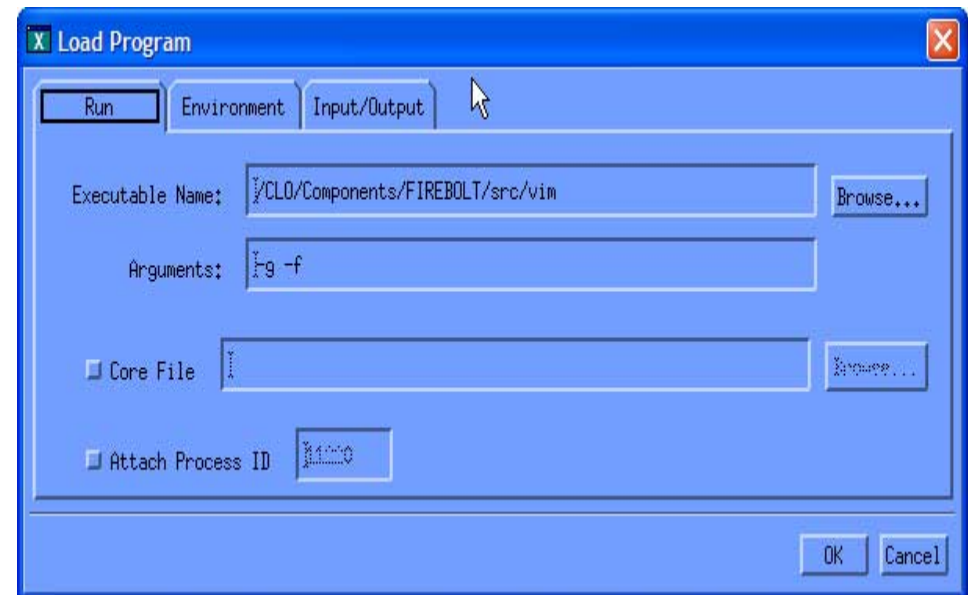 X Load Program
Run Environment Input/Output
Executable Name: /CLO/Components/FIREBOLT/src/vim Browse...
Arguments: -g -f
Core File Browse...
Attach Process ID
OK Cancel